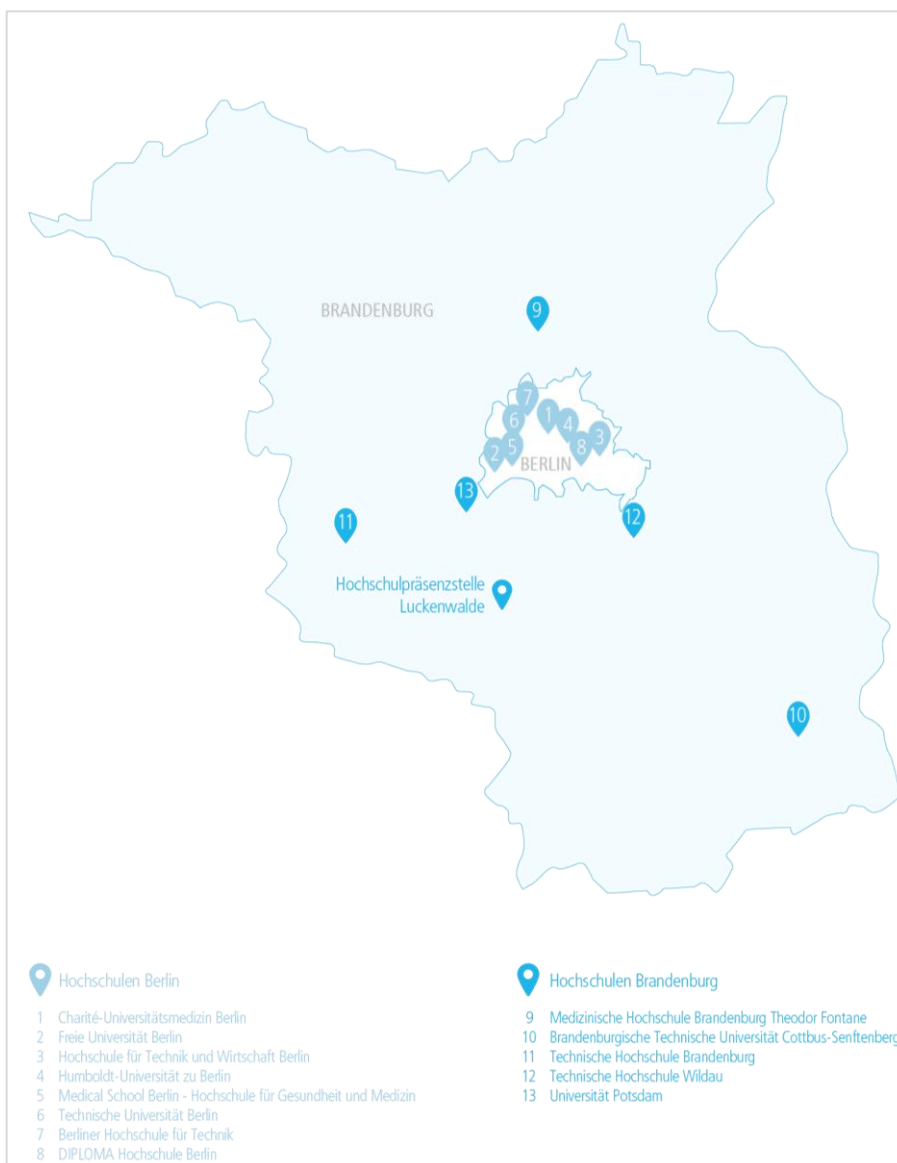 BRANDENBURG
9
7
1
6
4
3
5
8
2
BERLIN
13
12
11
Hochschulpräsenzstelle
Luckenwalde
10
Hochschulen Berlin
1 Charité-Universitätsmedizin Berlin
2 Freie Universität Berlin
3 Hochschule für Technik und Wirtschaft Berlin
4 Humboldt-Universität zu Berlin
5 Medical School Berlin - Hochschule für Gesundheit und Medizin
6 Technische Universität Berlin
7 Berliner Hochschule für Technik
8 DIPLOMA Hochschule Berlin
Hochschulen Brandenburg
9 Medizinische Hochschule Brandenburg Theodor Fontane
10 Brandenburgische Technische Universität Cottbus-Senftenberg
11 Technische Hochschule Brandenburg
12 Technische Hochschule Wildau
13 Universität Potsdam